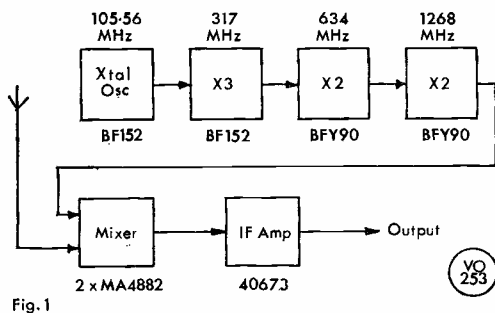 105·56 317 634 1268
MHz MHz MHz MHz
Xtal Osc X3 X2 X2
BF152 BF152 BFY90 BFY90
Mixer IF Amp Output
2 x MA4882 40673
VO 253
Fig.1